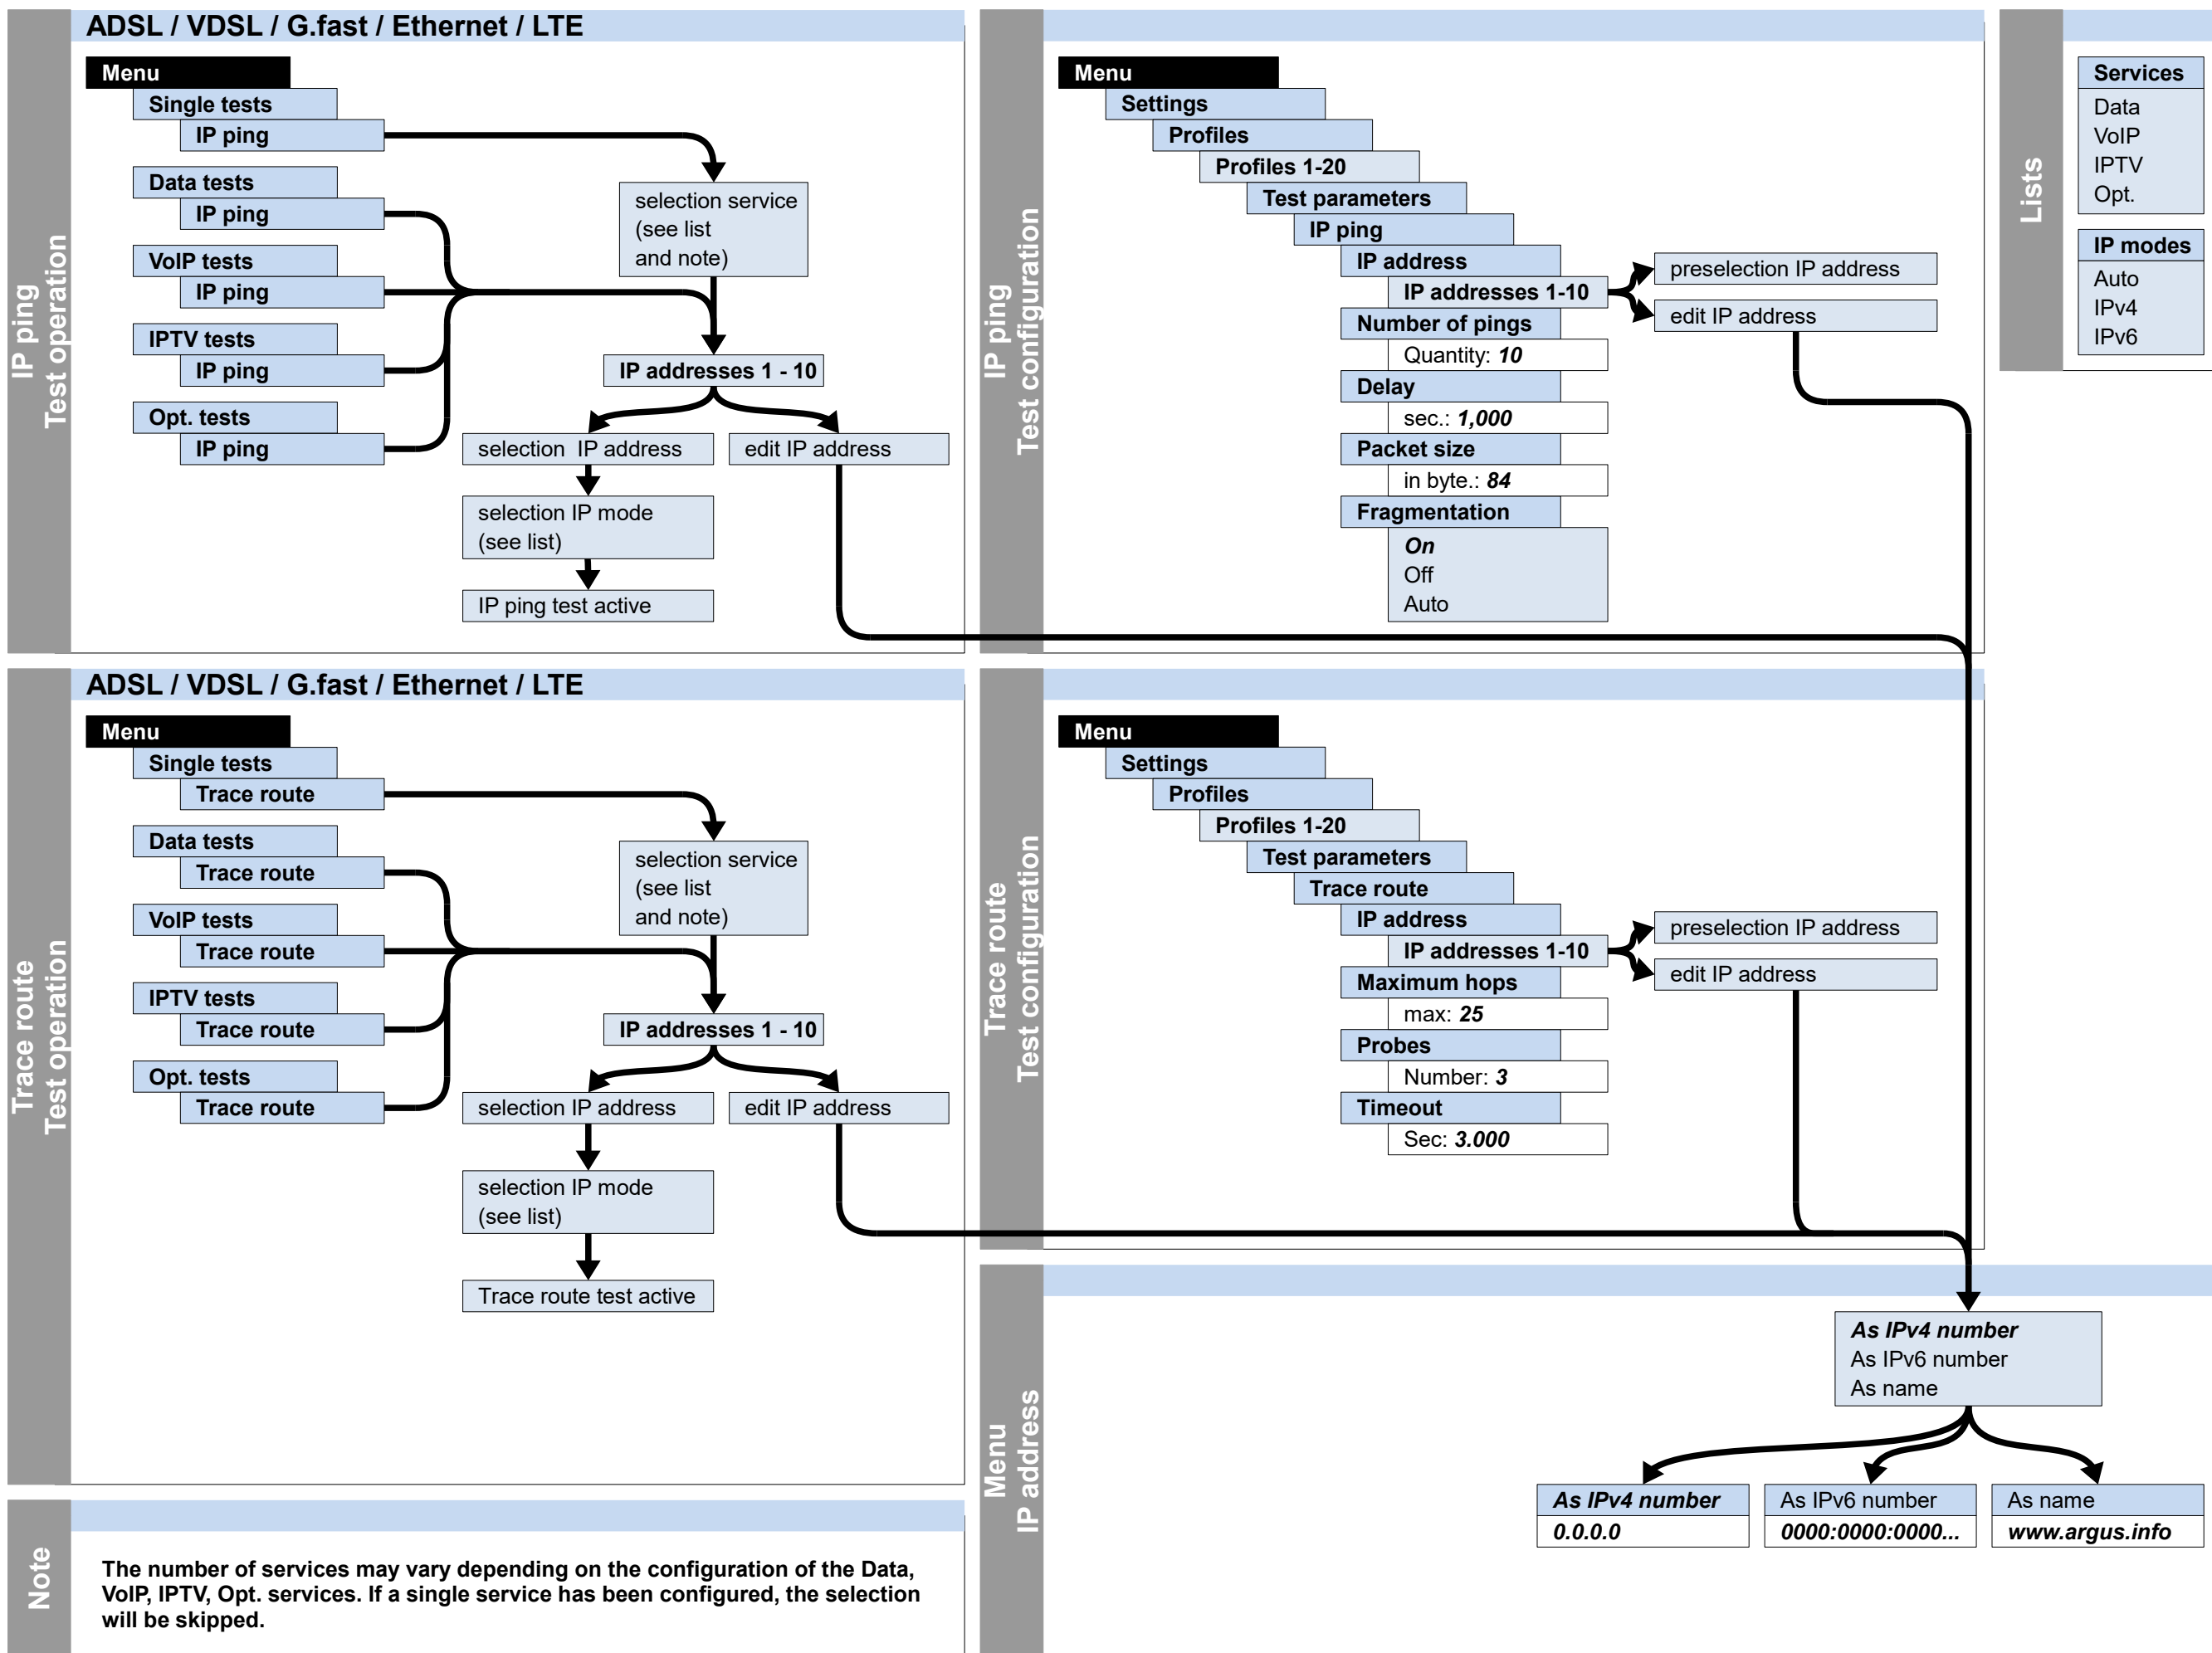 IP ping
Test operation
ADSL / VDSL / G.fast / Ethernet / LTE
Menu
Single tests
IP ping
Data tests
IP ping
VoIP tests
IP ping
IPTV tests
IP ping
Opt. tests
IP ping
selection service
(see list
and note)
IP addresses 1 - 10
selection IP address
edit IP address
selection IP mode
(see list)
IP ping test active
IP ping
Test configuration
Menu
Settings
Profiles
Profiles 1-20
Test parameters
IP ping
IP address
IP addresses 1-10
preselection IP address
edit IP address
Number of pings
Quantity: 10
Delay
sec.: 1,000
Packet size
in byte.: 84
Fragmentation
On
Off
Auto
Lists
Services
Data
VoIP
IPTV
Opt.
IP modes
Auto
IPv4
IPv6
Trace route
Test operation
ADSL / VDSL / G.fast / Ethernet / LTE
Menu
Single tests
Trace route
Data tests
Trace route
VoIP tests
Trace route
IPTV tests
Trace route
Opt. tests
Trace route
selection service
(see list
and note)
IP addresses 1 - 10
selection IP address
edit IP address
selection IP mode
(see list)
Trace route test active
Trace route
Test configuration
Menu
Settings
Profiles
Profiles 1-20
Test parameters
Trace route
IP address
IP addresses 1-10
preselection IP address
edit IP address
Maximum hops
max: 25
Probes
Number: 3
Timeout
Sec: 3.000
Menu
IP address
As IPv4 number
As IPv6 number
As name
As IPv4 number
0.0.0.0
As IPv6 number
0000:0000:0000...
As name
www.argus.info
Note
The number of services may vary depending on the configuration of the Data,
VoIP, IPTV, Opt. services. If a single service has been configured, the selection
will be skipped.